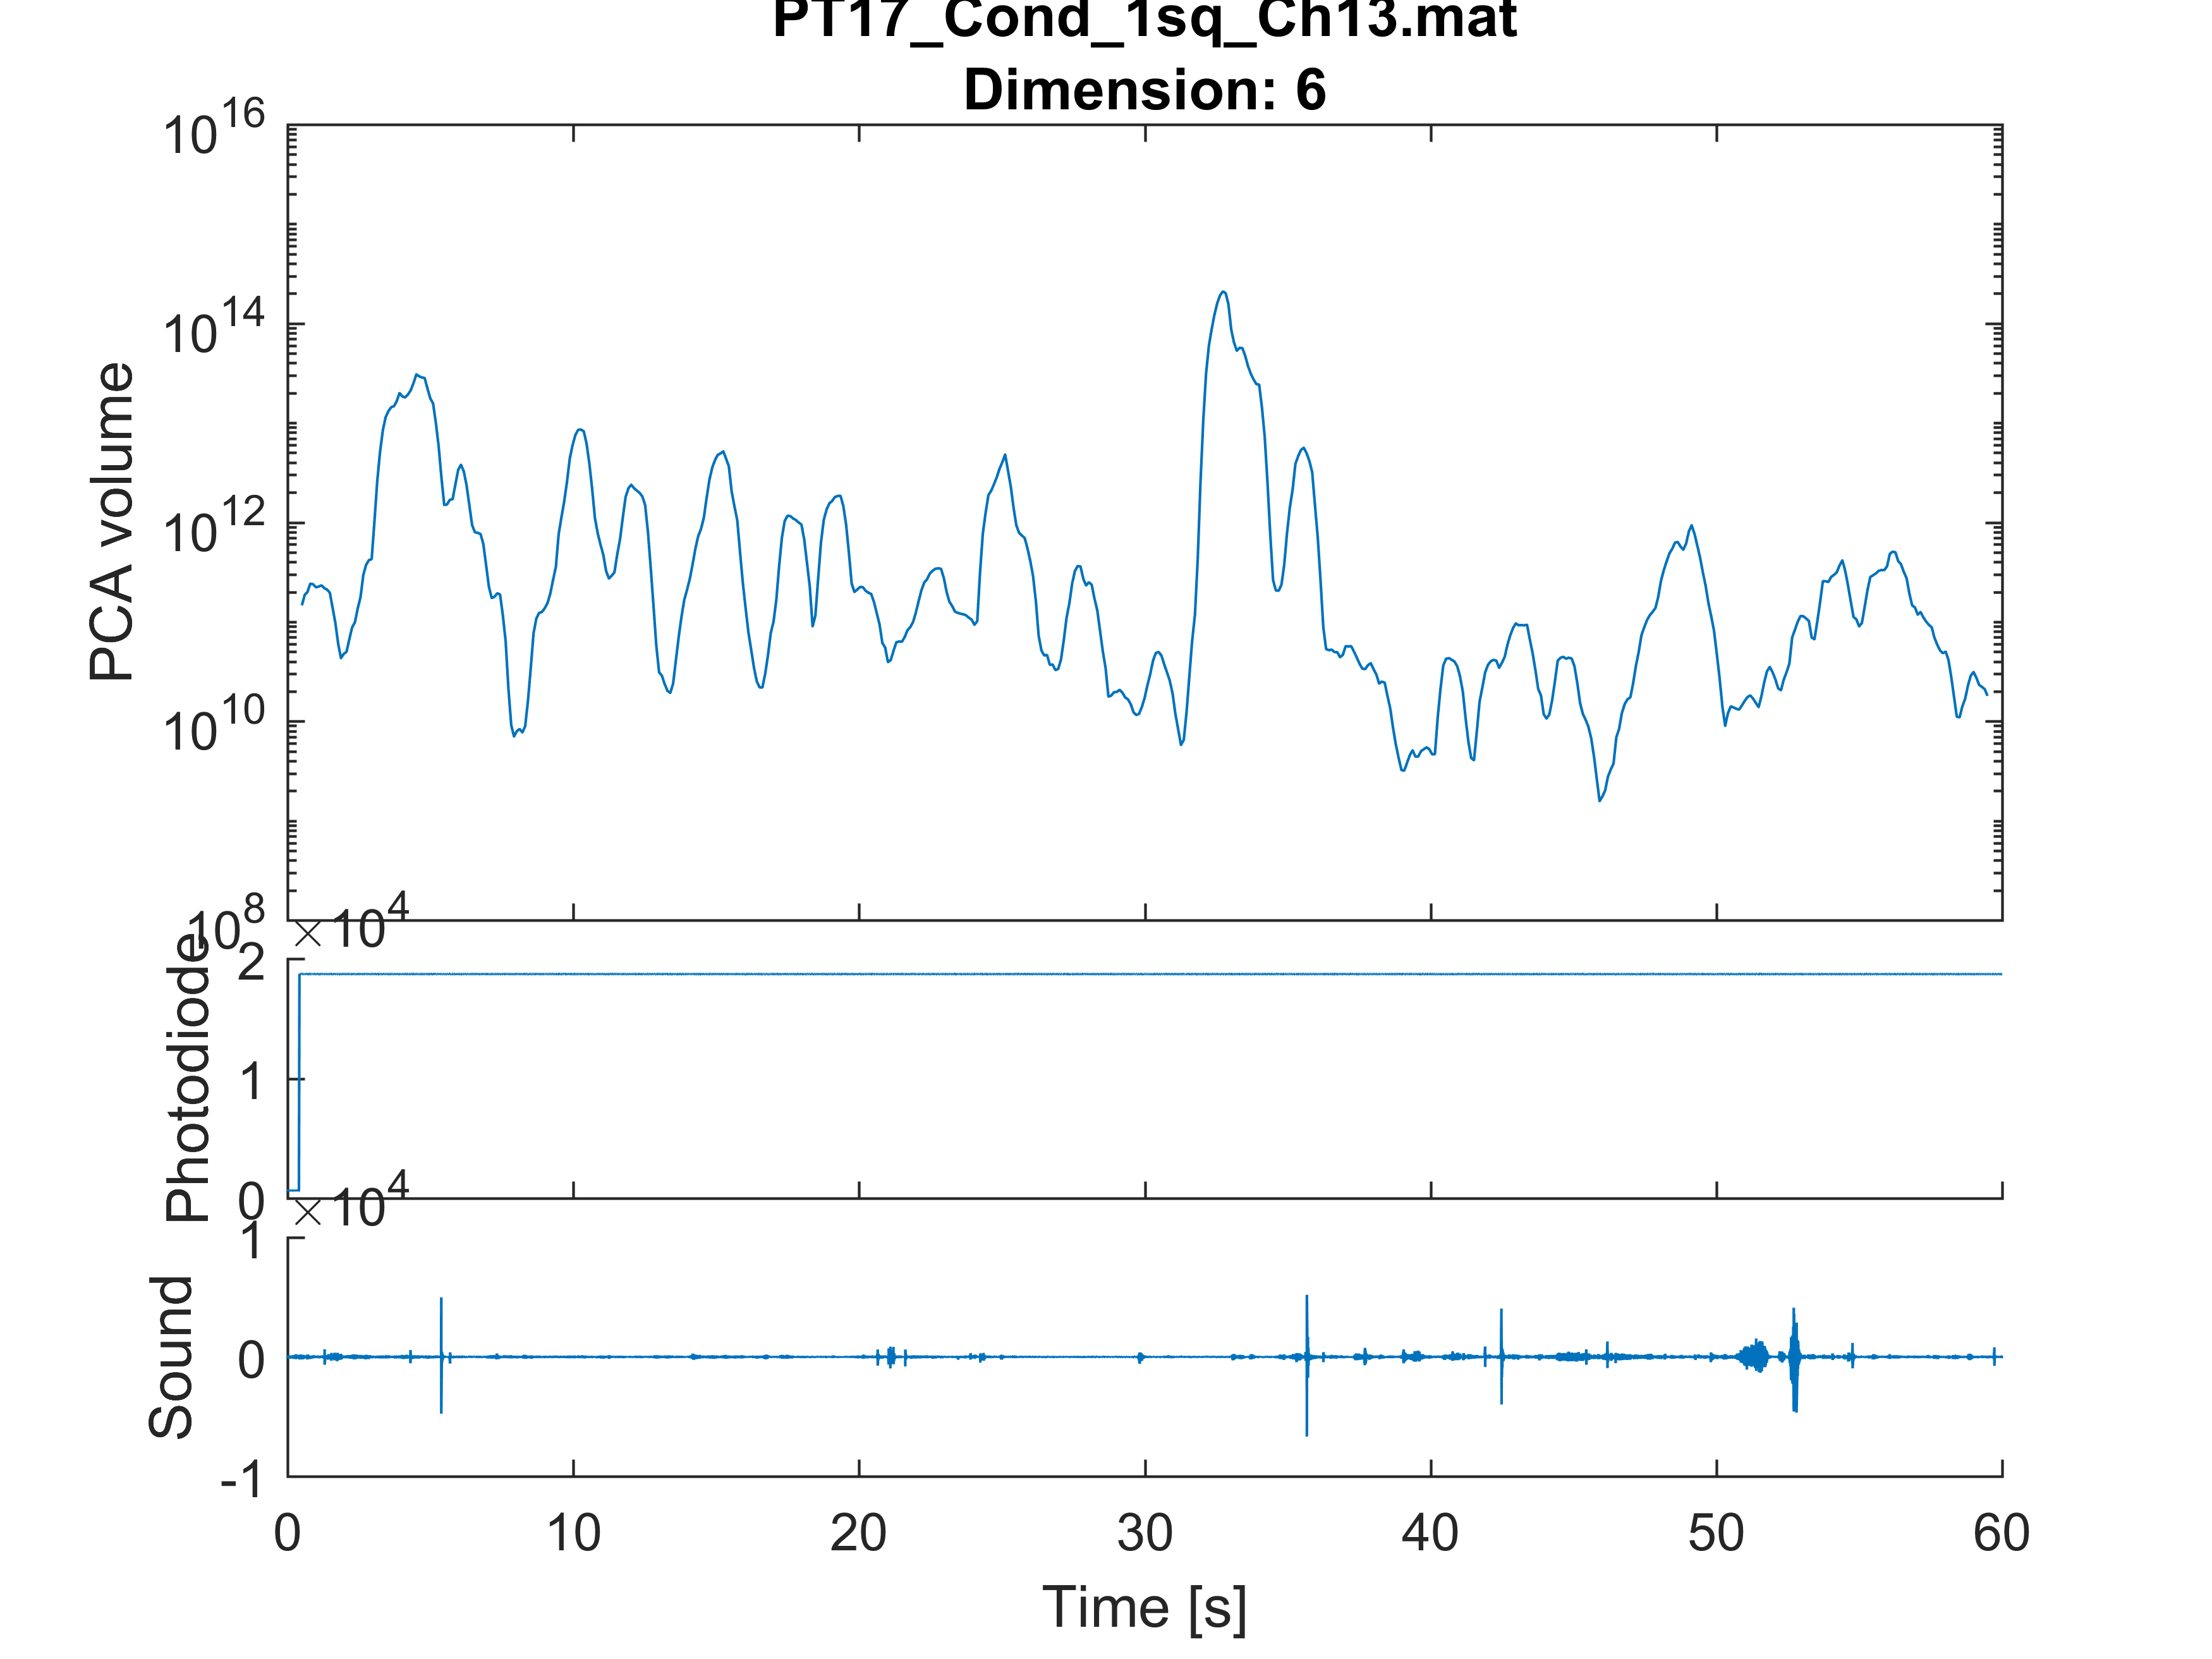 PT17_Cond_1sq_Ch13.mat
Dimension: 6
10^16
10^14
10^12
10^10
10^8
PCA volume
× 10^4
2
1
0
Photodiode
× 10^4
1
0
-1
Sound
0 10 20 30 40 50 60
Time [s]